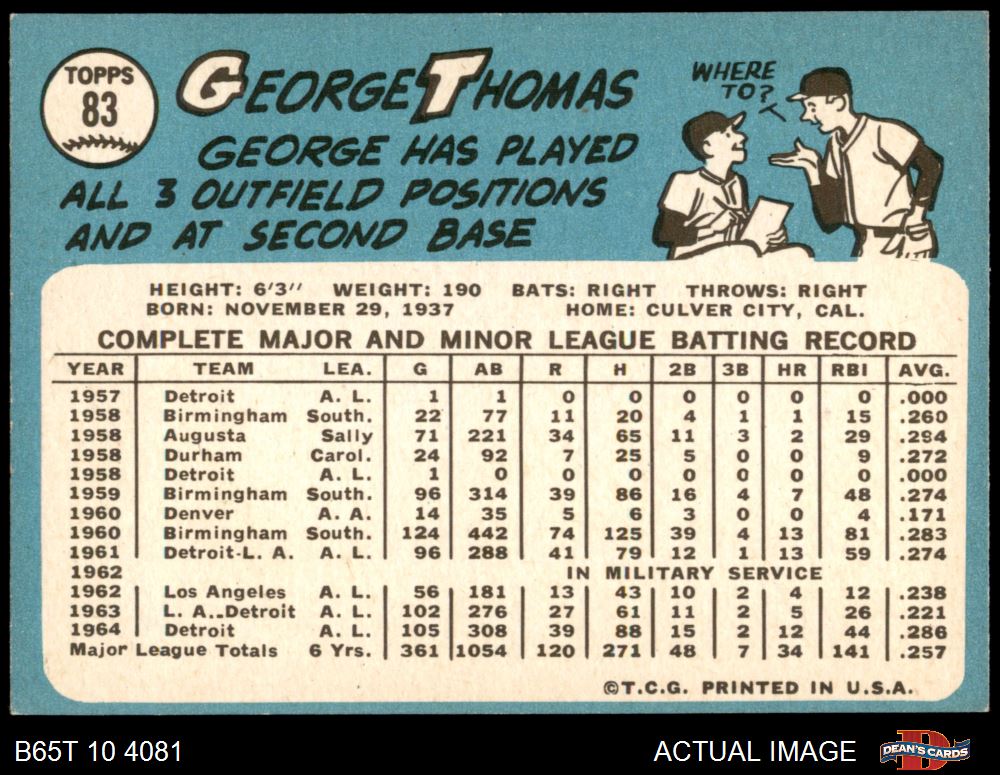 TOPPS
83
GEORGE THOMAS
GEORGE HAS PLAYED
ALL 3 OUTFIELD POSITIONS
AND AT SECOND BASE
WHERE
TO?
HEIGHT: 6'3" WEIGHT: 190 BATS: RIGHT THROWS: RIGHT
BORN: NOVEMBER 29, 1937 HOME: CULVER CITY, CAL.
COMPLETE MAJOR AND MINOR LEAGUE BATTING RECORD
YEAR TEAM LEA. G AB R H 2B 3B HR RBI AVG.
1957 Detroit A. L. 1 1 0 0 0 0 0 0 .000
1958 Birmingham South. 22 77 11 20 4 1 1 15 .260
1958 Augusta Sally 71 221 34 65 11 3 2 29 .294
1958 Durham Carol. 24 92 7 25 5 0 0 9 .272
1958 Detroit A. L. 1 0 0 0 0 0 0 0 .000
1959 Birmingham South. 96 314 39 86 16 4 7 48 .274
1960 Denver A. A. 14 35 5 6 3 0 0 4 .171
1960 Birmingham South. 124 442 74 125 39 4 13 81 .283
1961 Detroit-L. A. A. L. 96 288 41 79 12 1 13 59 .274
1962 IN MILITARY SERVICE
1962 Los Angeles A. L. 56 181 13 43 10 2 4 12 .238
1963 L. A..-Detroit A. L. 102 276 27 61 11 2 5 26 .221
1964 Detroit A. L. 105 308 39 88 15 2 12 44 .286
Major League Totals 6 Yrs. 361 1054 120 271 48 7 34 141 .257
©T.C.G. PRINTED IN U.S.A.
B65T 10 4081 ACTUAL IMAGE D DEAN'S CARDS